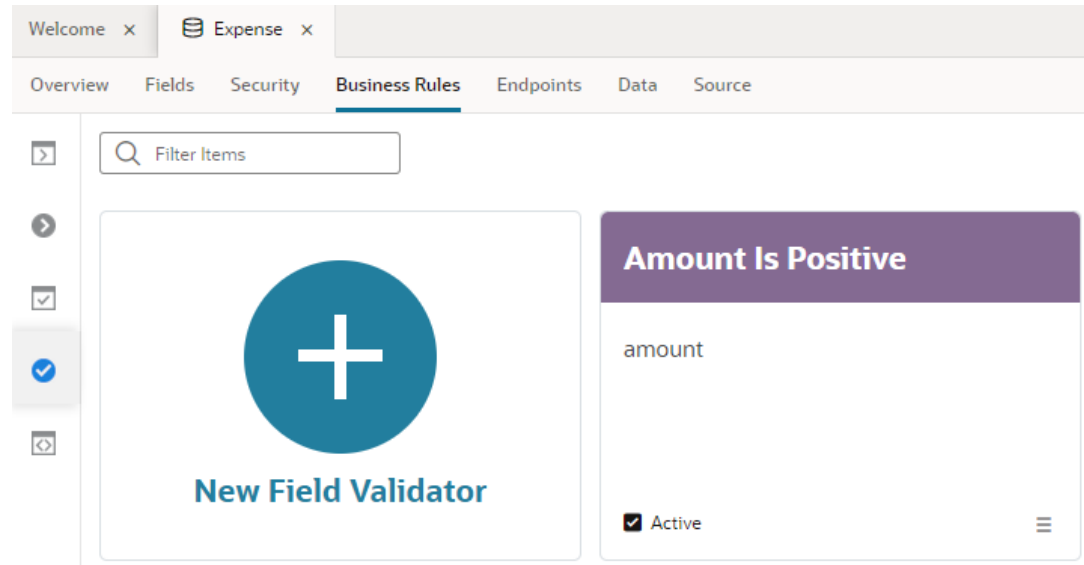 Welcome × Expense ×
Overview Fields Security Business Rules Endpoints Data Source
Filter Items
Amount Is Positive
amount
New Field Validator
Active